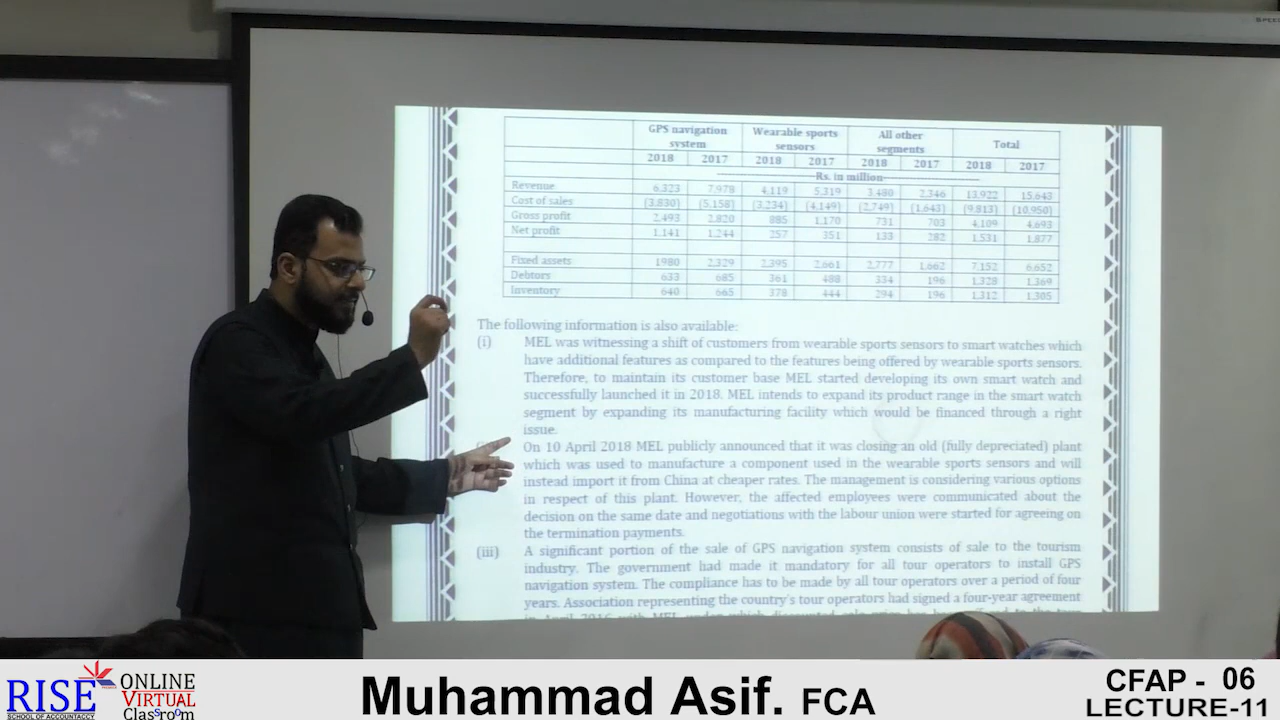 GPS navigation system Wearable sports sensors All other segments Total
2018 2017 2018 2017 2018 2017 2018 2017
Rs. in million
Revenue 6,323 7,978 4,119 5,319 3,480 2,346 13,922 15,643
Cost of sales (3,830) (5,158) (3,234) (4,149) (2,749) (1,643) (9,813) (10,950)
Gross profit 2,493 2,820 885 1,170 731 703 4,109 4,693
Net profit 1,141 1,244 257 351 133 282 1,531 1,877
Fixed assets 1980 2,329 2,395 2,661 2,777 1,662 7,152 6,652
Debtors 633 685 361 488 334 196 1,328 1,369
Inventory 640 665 378 444 294 196 1,312 1,305
The following information is also available:
(i) MEL was witnessing a shift of customers from wearable sports sensors to smart watches which
have additional features as compared to the features being offered by wearable sports sensors.
Therefore, to maintain its customer base MEL started developing its own smart watch and
successfully launched it in 2018. MEL intends to expand its product range in the smart watch
segment by expanding its manufacturing facility which would be financed through a right
issue.
On 10 April 2018 MEL publicly announced that it was closing an old (fully depreciated) plant
which was used to manufacture a component used in the wearable sports sensors and will
instead import it from China at cheaper rates. The management is considering various options
in respect of this plant. However, the affected employees were communicated about the
decision on the same date and negotiations with the labour union were started for agreeing on
the termination payments.
(iii) A significant portion of the sale of GPS navigation system consists of sale to the tourism
industry. The government had made it mandatory for all tour operators to install GPS
navigation system. The compliance has to be made by all tour operators over a period of four
years. Association representing the country's tour operators had signed a four-year agreement
RISE
SCHOOL OF ACCOUNTANCY
ONLINE
VIRTUAL
Classroom
Muhammad Asif. FCA
CFAP - 06
LECTURE-11